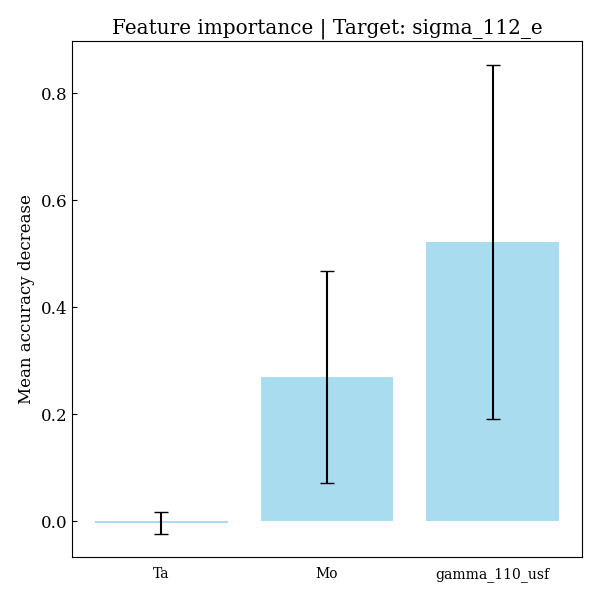 Feature importance | Target: sigma_112_e
Mean accuracy decrease
0.8
0.6
0.4
0.2
0.0
Ta
Mo
gamma_110_usf